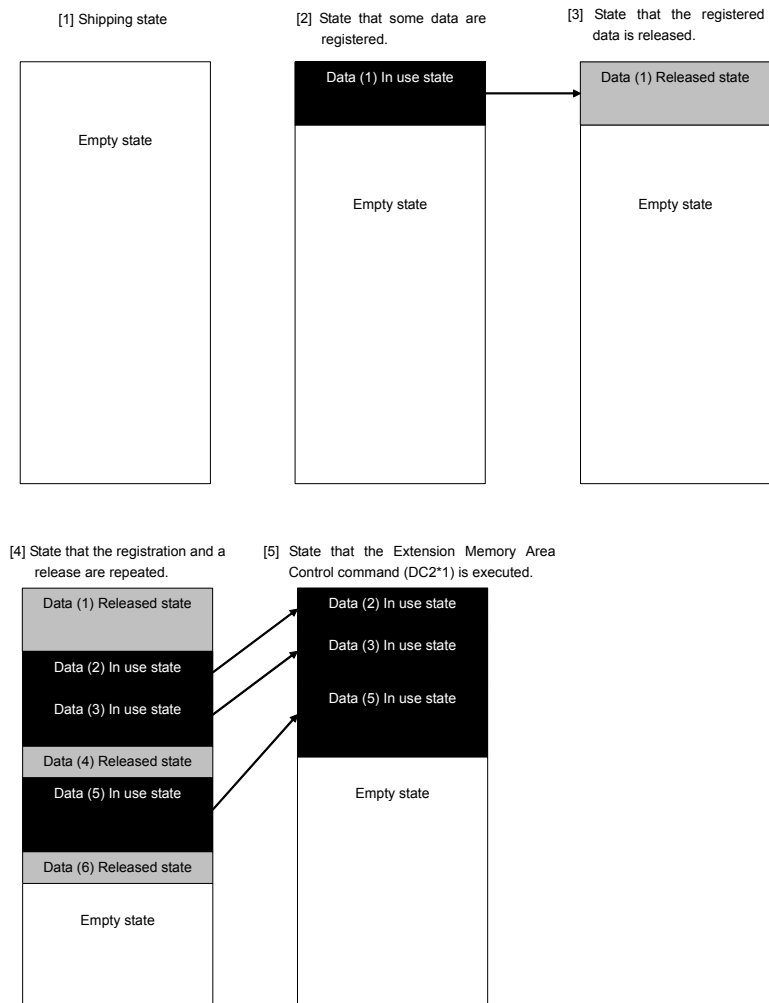 [1] Shipping state
[2] State that some data are
registered.
[3] State that the registered
data is released.
Empty state
Data (1) In use state
Empty state
Data (1) Released state
Empty state
[4] State that the registration and a
release are repeated.
[5] State that the Extension Memory Area
Control command (DC2*1) is executed.
Data (1) Released state
Data (2) In use state
Data (3) In use state
Data (4) Released state
Data (5) In use state
Data (6) Released state
Empty state
Data (2) In use state
Data (3) In use state
Data (5) In use state
Empty state